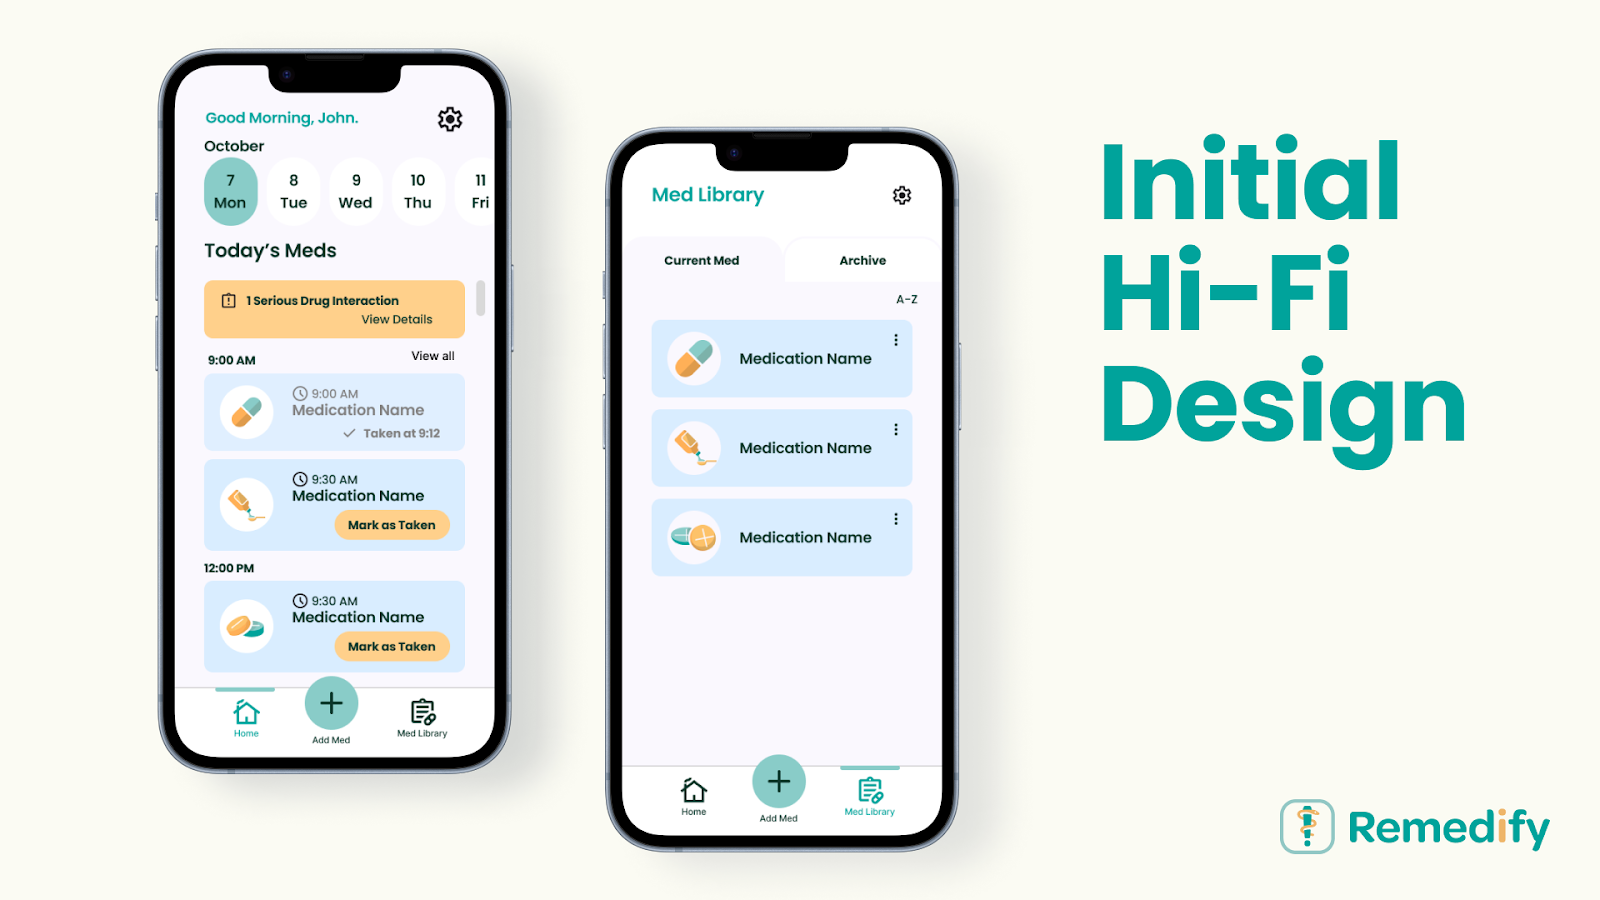 Good Morning, John.
October
7 8 9 10 11
Mon Tue Wed Thu Fri
Today's Meds
1 Serious Drug Interaction
View Details
9:00 AM View all
9:00 AM
Medication Name
Taken at 9:12
9:30 AM
Medication Name
Mark as Taken
12:00 PM
9:30 AM
Medication Name
Mark as Taken
Home Add Med Med Library
Med Library
Current Med Archive
A-Z
Medication Name
Medication Name
Medication Name
Home Add Med Med Library
Initial
Hi-Fi
Design
Remedify